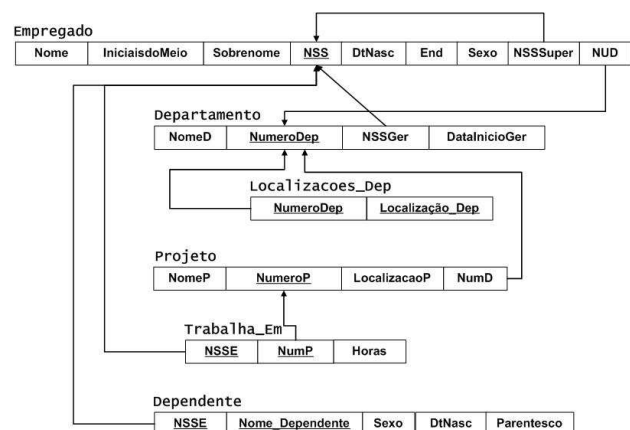 Empregado
Nome IniciaisdoMeio Sobrenome NSS DtNasc End Sexo NSSSuper NUD
Departamento
NomeD NumeroDep NSSGer DataInicioGer
Localizacoes_Dep
NumeroDep Localização_Dep
Projeto
NomeP NumeroP LocalizacaoP NumD
Trabalha_Em
NSSE NumP Horas
Dependente
NSSE Nome_Dependente Sexo DtNasc Parentesco